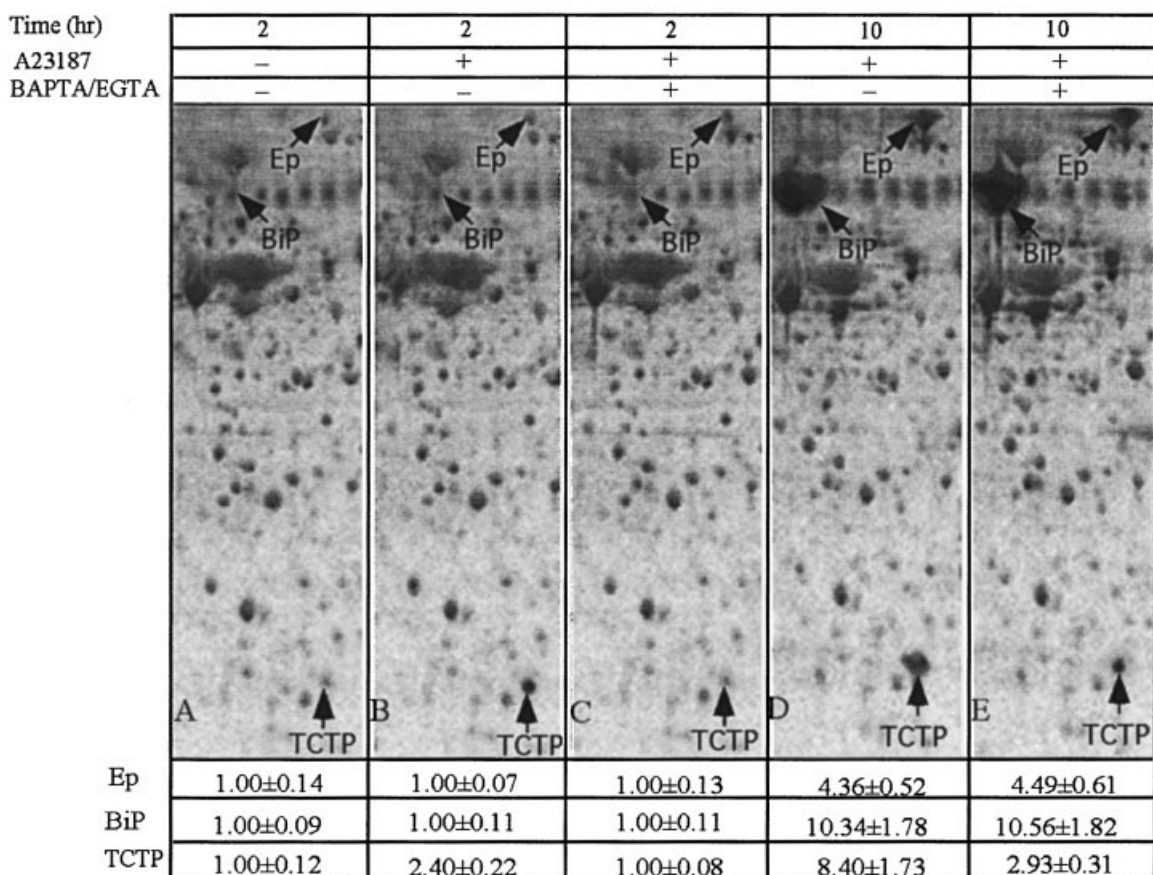 Time (hr) 2 2 2 10 10
A23187 – + + + +
BAPTA/EGTA – – + – +
Ep Ep Ep Ep Ep
BiP BiP BiP BiP BiP
A B C D E
TCTP TCTP TCTP TCTP TCTP
Ep 1.00±0.14 1.00±0.07 1.00±0.13 4.36±0.52 4.49±0.61
BiP 1.00±0.09 1.00±0.11 1.00±0.11 10.34±1.78 10.56±1.82
TCTP 1.00±0.12 2.40±0.22 1.00±0.08 8.40±1.73 2.93±0.31